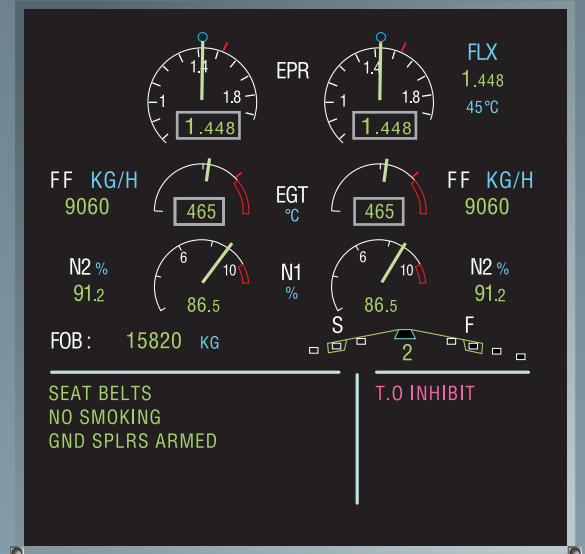 1.4 EPR 1.4 FLX
1 1.8 1 1.8 1.448
1.448 1.448 45°C
FF KG/H EGT FF KG/H
9060 465 °C 465 9060
N2 % 6 10 N1 6 10 N2 %
91.2 86.5 % 86.5 91.2
S F
FOB : 15820 KG 2
SEAT BELTS T.O INHIBIT
NO SMOKING
GND SPLRS ARMED